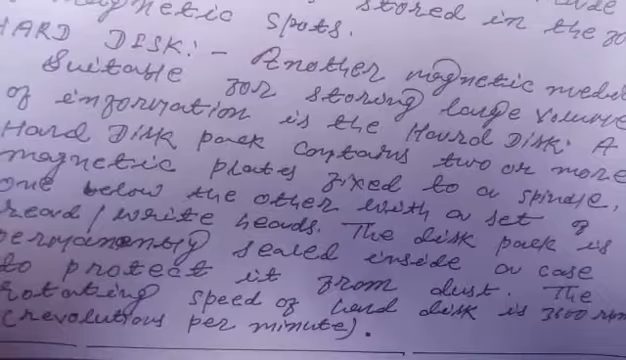 magnetic spots. stored in the
HARD DISK:- Another magnetic
suitable for storing large volume
of information is the Hard Disk. A
Hard Disk pack contains two or more
magnetic plates fixed to a spindle,
one below the other with a set of
read/write heads. The disk pack is
permanently sealed inside a case
to protect it from dust. The
rotating speed of hard disk is 3600 rpm
(revolutions per minute).